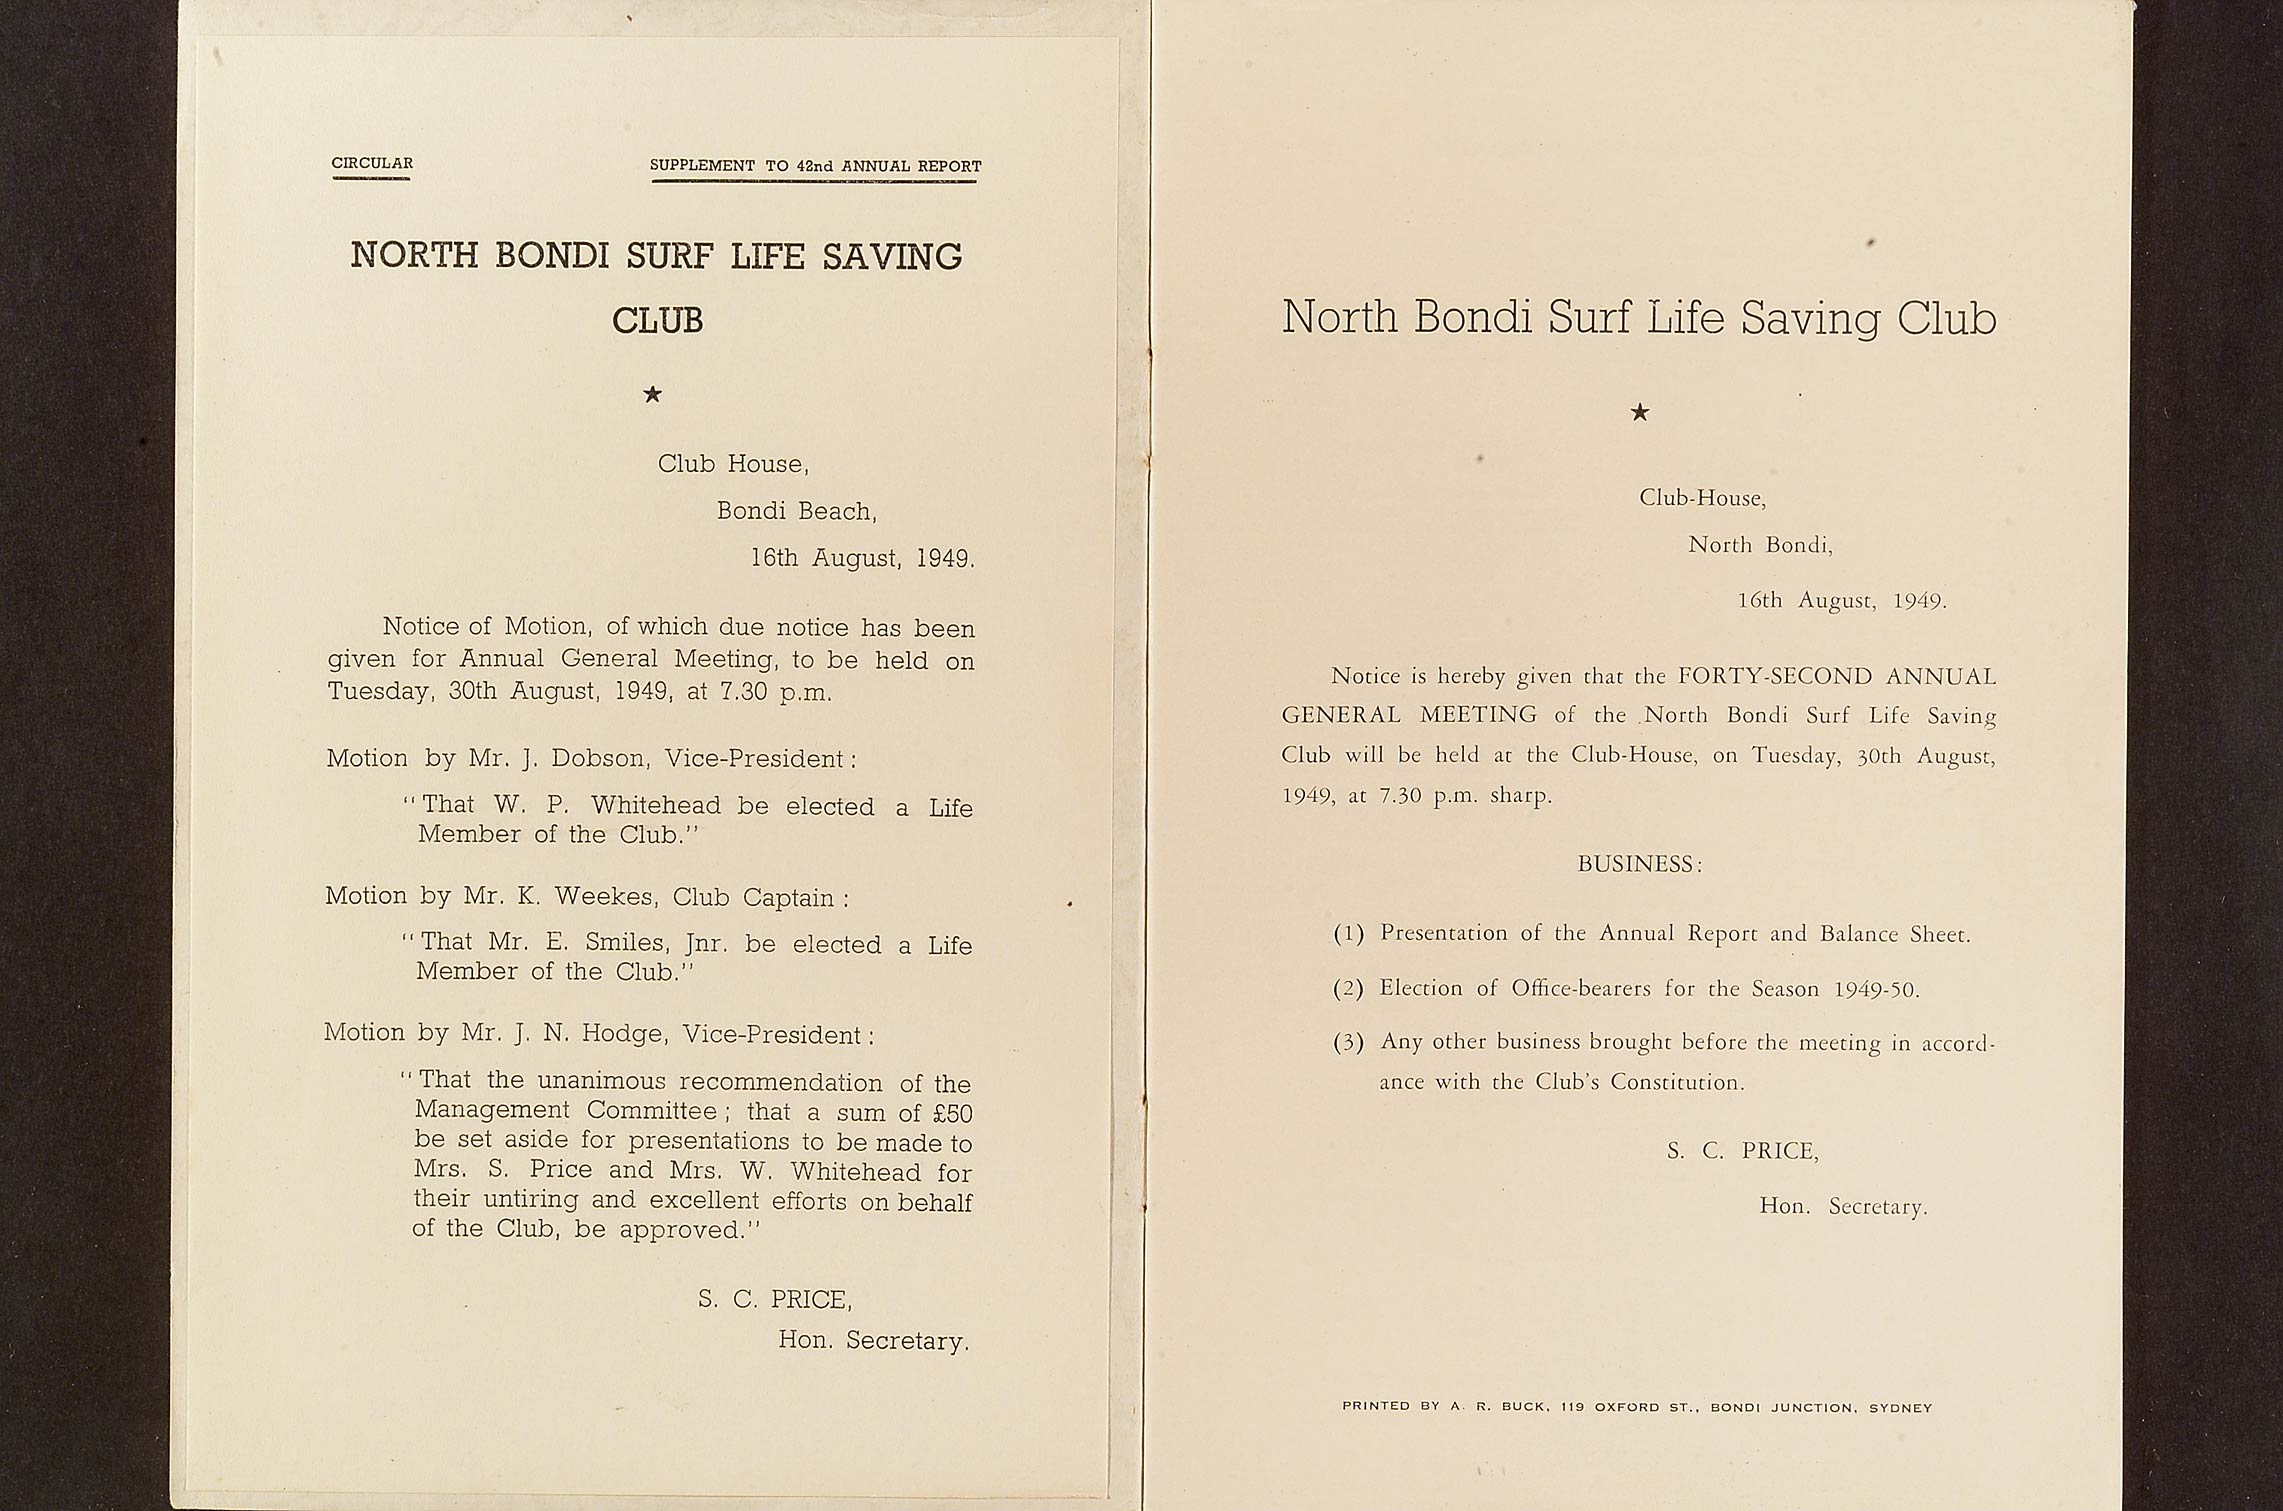 CIRCULAR
SUPPLEMENT TO 42nd ANNUAL REPORT
NORTH BONDI SURF LIFE SAVING
CLUB
★
Club House,
Bondi Beach,
16th August, 1949.
Notice of Motion, of which due notice has been
given for Annual General Meeting, to be held on
Tuesday, 30th August, 1949, at 7.30 p.m.
Motion by Mr. J. Dobson, Vice-President :
"That W. P. Whitehead be elected a Life
Member of the Club."
Motion by Mr. K. Weekes, Club Captain :
"That Mr. E. Smiles, Jnr. be elected a Life
Member of the Club."
Motion by Mr. J. N. Hodge, Vice-President :
"That the unanimous recommendation of the
Management Committee ; that a sum of £50
be set aside for presentations to be made to
Mrs. S. Price and Mrs. W. Whitehead for
their untiring and excellent efforts on behalf
of the Club, be approved."
S. C. PRICE,
Hon. Secretary.
North Bondi Surf Life Saving Club
★
Club-House,
North Bondi,
16th August, 1949.
Notice is hereby given that the FORTY-SECOND ANNUAL
GENERAL MEETING of the North Bondi Surf Life Saving
Club will be held at the Club-House, on Tuesday, 30th August,
1949, at 7.30 p.m. sharp.
BUSINESS:
(1) Presentation of the Annual Report and Balance Sheet.
(2) Election of Office-bearers for the Season 1949-50.
(3) Any other business brought before the meeting in accord-
ance with the Club's Constitution.
S. C. PRICE,
Hon. Secretary.
PRINTED BY A. R. BUCK, 119 OXFORD ST., BONDI JUNCTION, SYDNEY